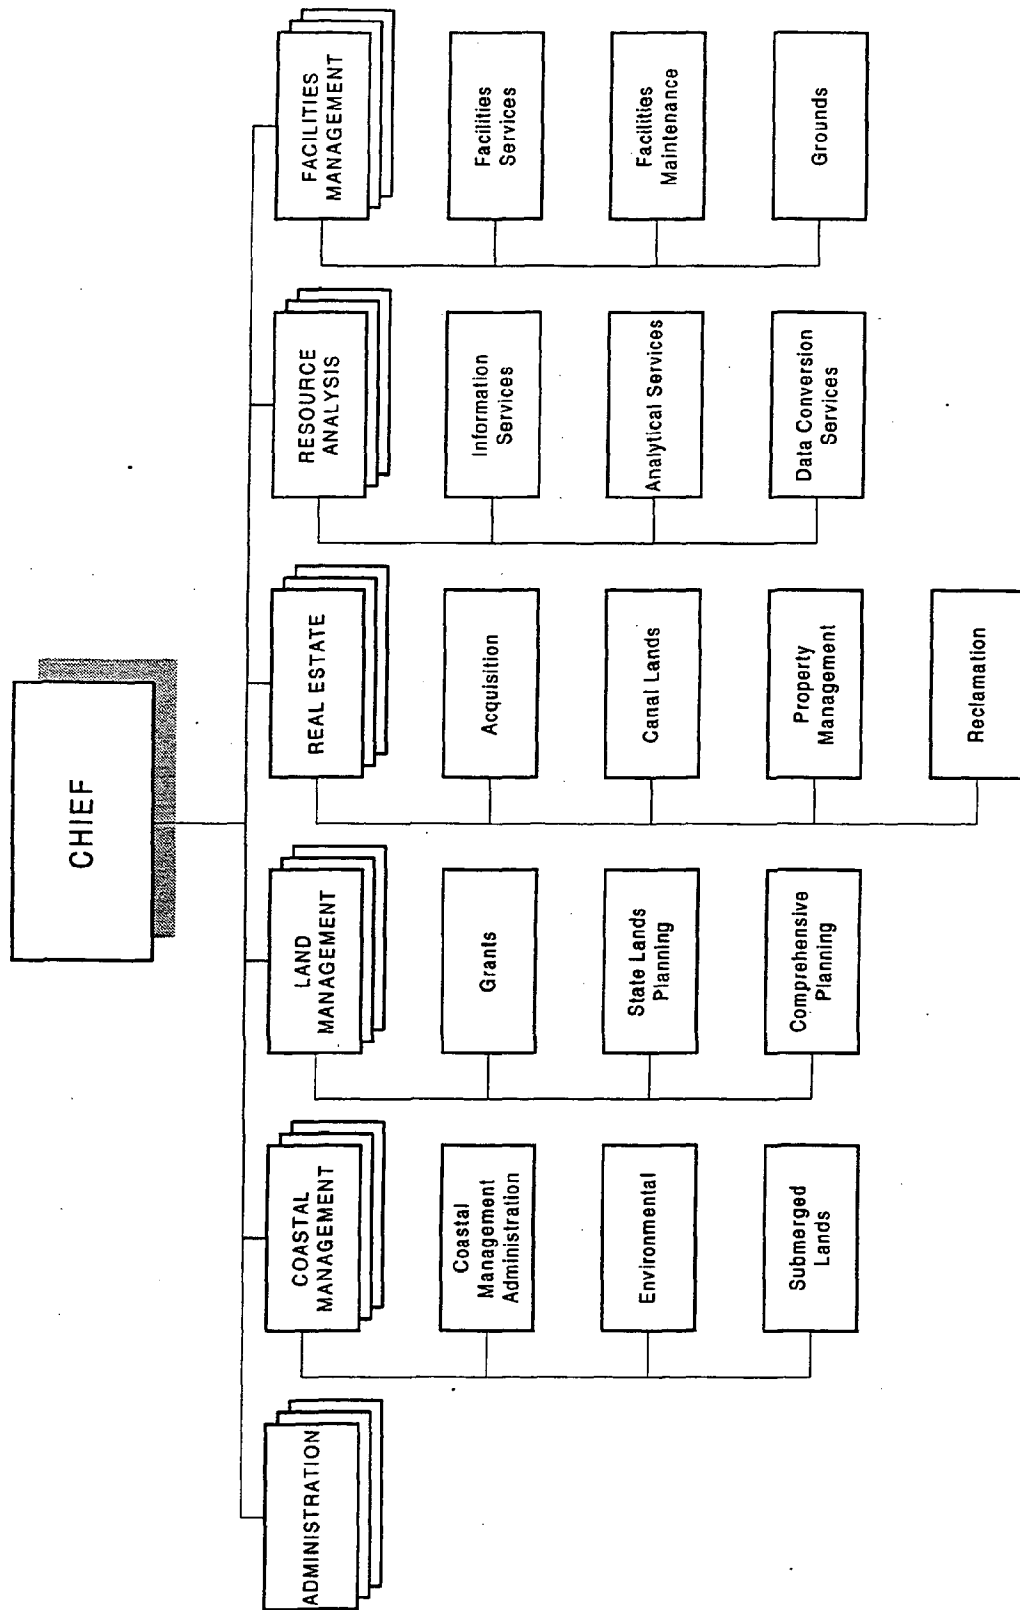 CHIEF
ADMINISTRATION
COASTAL
MANAGEMENT
Coastal
Management
Administration
Environmental
Submerged
Lands
LAND
MANAGEMENT
Grants
State Lands
Planning
Comprehensive
Planning
REAL ESTATE
Acquisition
Canal Lands
Property
Management
Reclamation
RESOURCE
ANALYSIS
Information
Services
Analytical Services
Data Conversion
Services
FACILITIES
MANAGEMENT
Facilities
Services
Facilities
Maintenance
Grounds